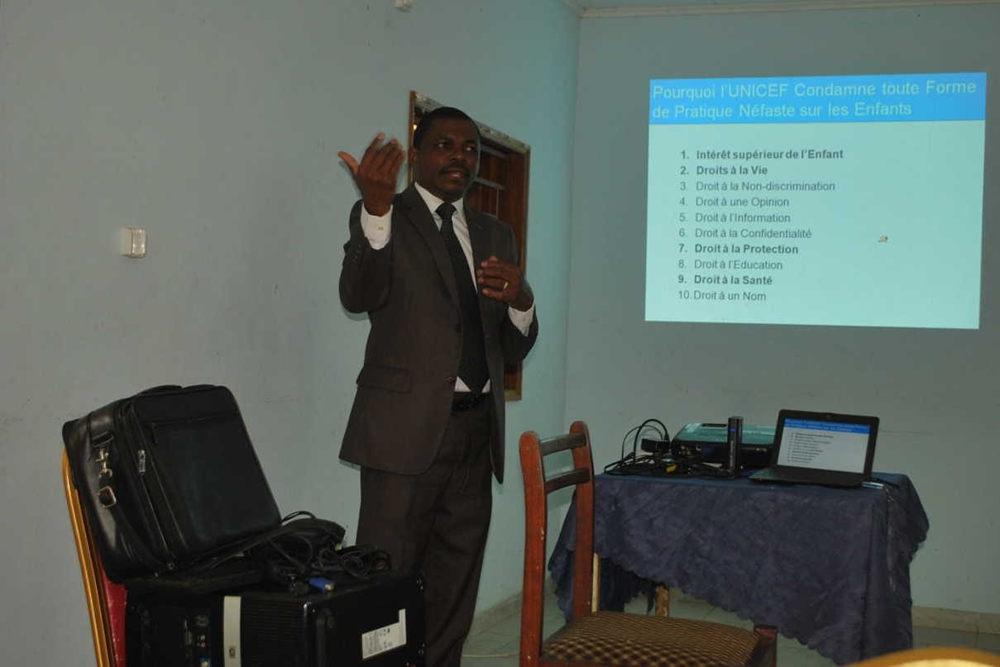 Pourquoi l'UNICEF Condamne toute Forme
de Pratique Néfaste sur les Enfants
1. Intérêt supérieur de l'Enfant
2. Droits à la Vie
3. Droit à la Non-discrimination
4. Droit à une Opinion
5. Droit à l'Information
6. Droit à la Confidentialité
7. Droit à la Protection
8. Droit à l'Education
9. Droit à la Santé
10. Droit à un Nom